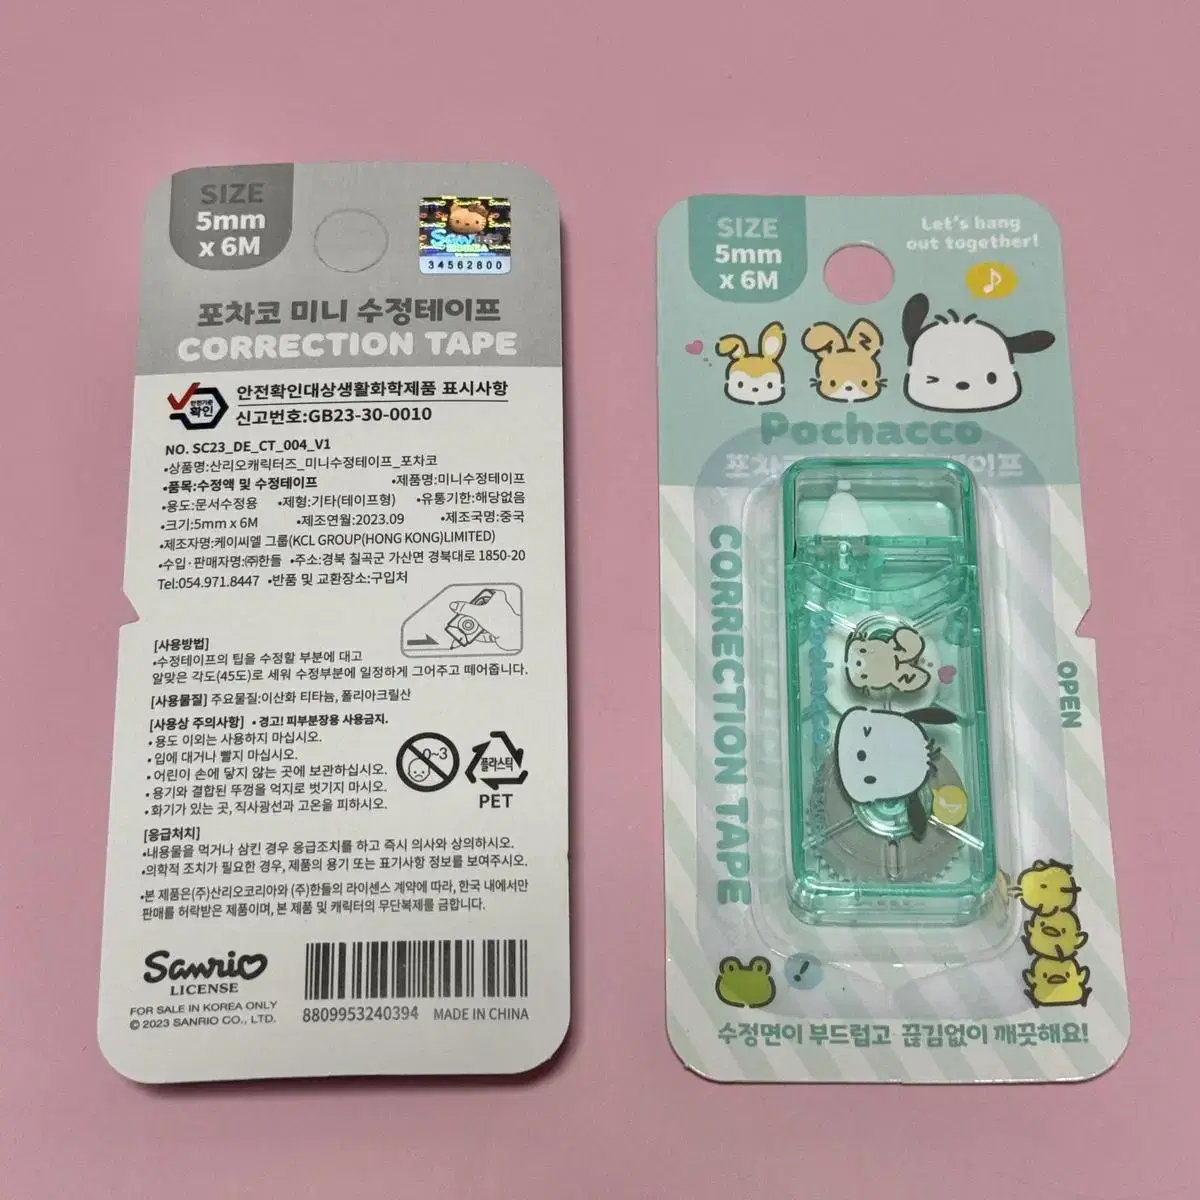 SIZE
5mm
x 6M
Sanrio
KOREA
34562800
포차코 미니 수정테이프
CORRECTION TAPE
안전기준
확인
안전확인대상생활화학제품 표시사항
신고번호:GB23-30-0010
NO. SC23_DE_CT_004_V1
•상품명:산리오캐릭터즈_미니수정테이프_포차코
•품목:수정액 및 수정테이프 •제품명:미니수정테이프
•용도:문서수정용 •제형:기타(테이프형) •유통기한:해당없음
•크기:5mm x 6M •제조연월:2023.09 •제조국명:중국
•제조자명:케이씨엘 그룹(KCL GROUP(HONG KONG)LIMITED)
•수입·판매자명:㈜한들 •주소:경북 칠곡군 가산면 경북대로 1850-20
Tel:054.971.8447 •반품 및 교환장소:구입처
[사용방법]
•수정테이프의 팁을 수정할 부분에 대고
알맞은 각도(45도)로 세워 수정부분에 일정하게 그어주고 떼어줍니다.
[사용물질] 주요물질:이산화 티타늄, 폴리아크릴산
[사용상 주의사항] •경고! 피부분장용 사용금지.
•용도 이외는 사용하지 마십시오.
•입에 대거나 빨지 마십시오.
•어린이 손에 닿지 않는 곳에 보관하십시오.
•용기와 결합된 뚜껑을 억지로 벗기지 마시오.
•화기가 있는 곳, 직사광선과 고온을 피하시오.
0~3
플라스틱
PET
[응급처치]
•내용물을 먹거나 삼킨 경우 응급조치를 하고 즉시 의사와 상의하시오.
•의학적 조치가 필요한 경우, 제품의 용기 또는 표기사항 정보를 보여주시오.
•본 제품은(주)산리오코리아와 (주)한들의 라이센스 계약에 따라, 한국 내에서만
판매를 허락받은 제품이며, 본 제품 및 캐릭터의 무단복제를 금합니다.
Sanrio
LICENSE
FOR SALE IN KOREA ONLY
© 2023 SANRIO CO., LTD.
8809953240394 MADE IN CHINA
SIZE
5mm
x 6M
Let's hang
out together!
Pochacco
포차코
테이프
CORRECTION TAPE
Pochacco
OPEN
수정면이 부드럽고 끊김없이 깨끗해요!